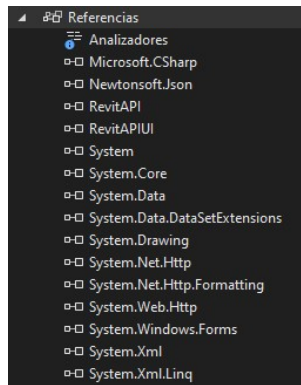 Referencias
Analizadores
Microsoft.CSharp
Newtonsoft.Json
RevitAPI
RevitAPIUI
System
System.Core
System.Data
System.Data.DataSetExtensions
System.Drawing
System.Net.Http
System.Net.Http.Formatting
System.Web.Http
System.Windows.Forms
System.Xml
System.Xml.Linq